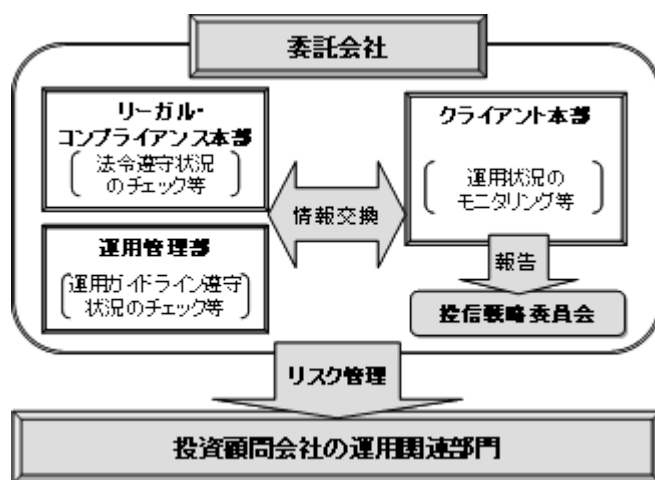 委託会社
リーガル・
コンプライアンス本部
法令遵守状況
のチェック等
運用管理部
運用ガイドライン遵守
状況のチェック等
情報交換
クライアント本部
運用状況の
モニタリング等
報告
投信戦略委員会
リスク管理
投資顧問会社の運用関連部門